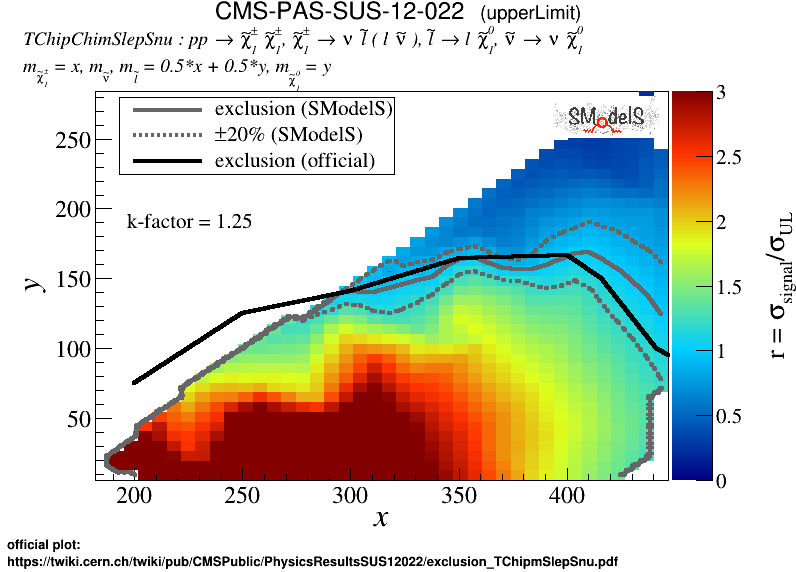 CMS-PAS-SUS-12-022 (upperLimit)
TChipChimSlepSnu : pp → χ̃₁± χ̃₁±, χ̃₁± → ν l̃ ( l ν̃ ), l̃ → l χ̃₁⁰, ν̃ → ν χ̃₁⁰
m_χ̃₁± = x, m_ν̃, m_l̃ = 0.5*x + 0.5*y, m_χ̃₁⁰ = y
exclusion (SModelS)
±20% (SModelS)
exclusion (official)
SModelS
k-factor = 1.25
y
250
200
150
100
50
200
250
300
350
400
x
3
2.5
2
1.5
1
0.5
0
r = σ_signal/σ_UL
official plot:
https://twiki.cern.ch/twiki/pub/CMSPublic/PhysicsResultsSUS12022/exclusion_TChipmSlepSnu.pdf